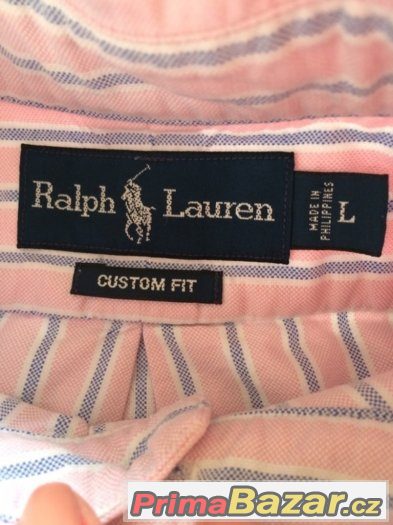 Ralph Lauren
MADE IN
PHILIPPINES
L
CUSTOM FIT
PrimaBazar.cz